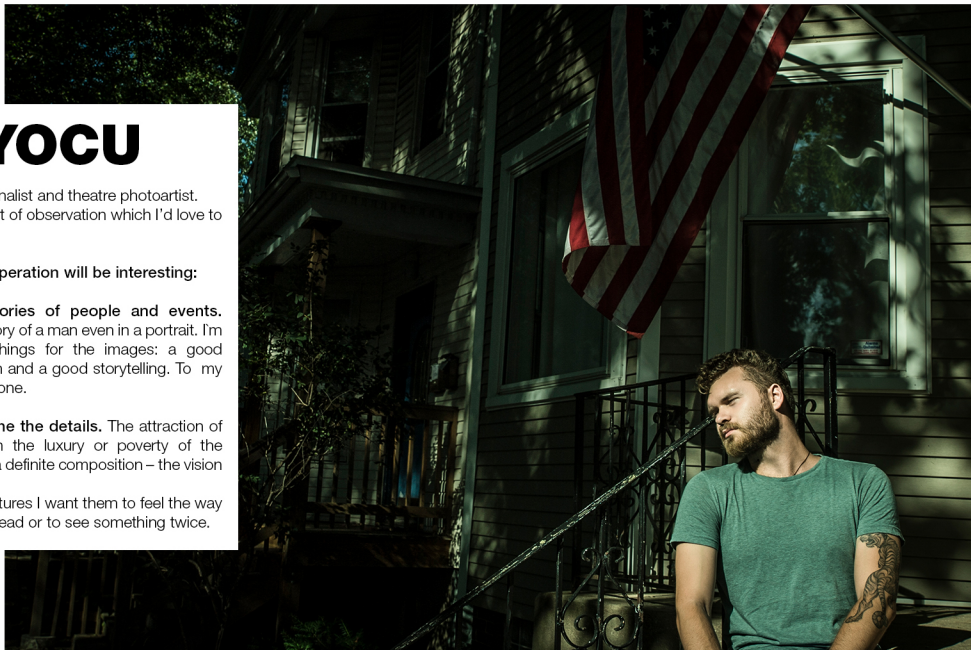 YOCU
nalist and theatre photoartist.
t of observation which I'd love to
peration will be interesting:
ories of people and events.
ory of a man even in a portrait. I'm
hings for the images: a good
n and a good storytelling. To my
one.
ne the details. The attraction of
n the luxury or poverty of the
a definite composition – the vision
tures I want them to feel the way
ead or to see something twice.